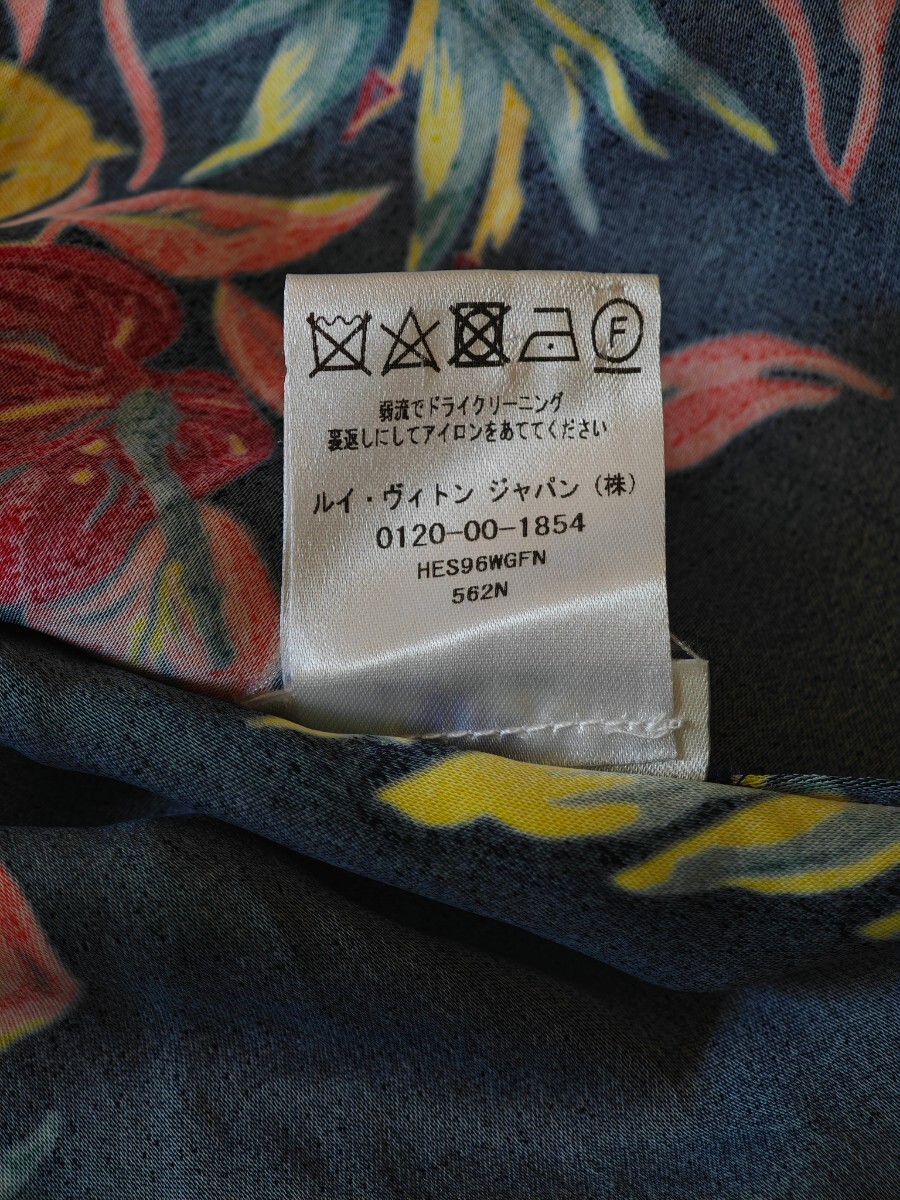 F
弱流でドライクリーニング
裏返しにしてアイロンをあててください
ルイ・ヴィトン ジャパン (株)
0120-00-1854
HES96WGFN
562N